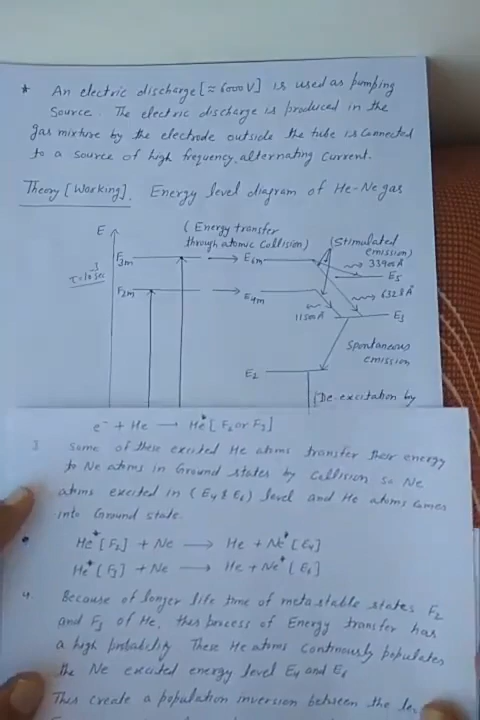 * An electric discharge [≈ 6000V] is used as pumping
source. The electric discharge is produced in the
gas mixture by the electrode outside the tube is connected
to a source of high frequency, alternating current.
Theory [Working]. Energy level diagram of He-Ne gas
E
(Energy transfer
through atomic collision)
(Stimulated
emission)
F3m
E6m
3390Å
E5
F2m
E4m
6328Å
1150Å
E3
Spontaneous
emission
E2
De excitation by
e⁻ + He → He* [F2 or F3]
3 Some of these excited He atoms transfer their energy
to Ne atoms in Ground states by Collision so Ne
atoms excited in (E4 & E6) level and He atoms comes
into Ground state.
He* [F2] + Ne → He + Ne* [E4]
He* [F3] + Ne → He + Ne* [E6]
4. Because of longer life time of metastable states F2
and F3 of He, this process of Energy transfer has
a high probability These He atoms continously populates
the Ne excited energy level E4 and E6
This create a population inversion between the